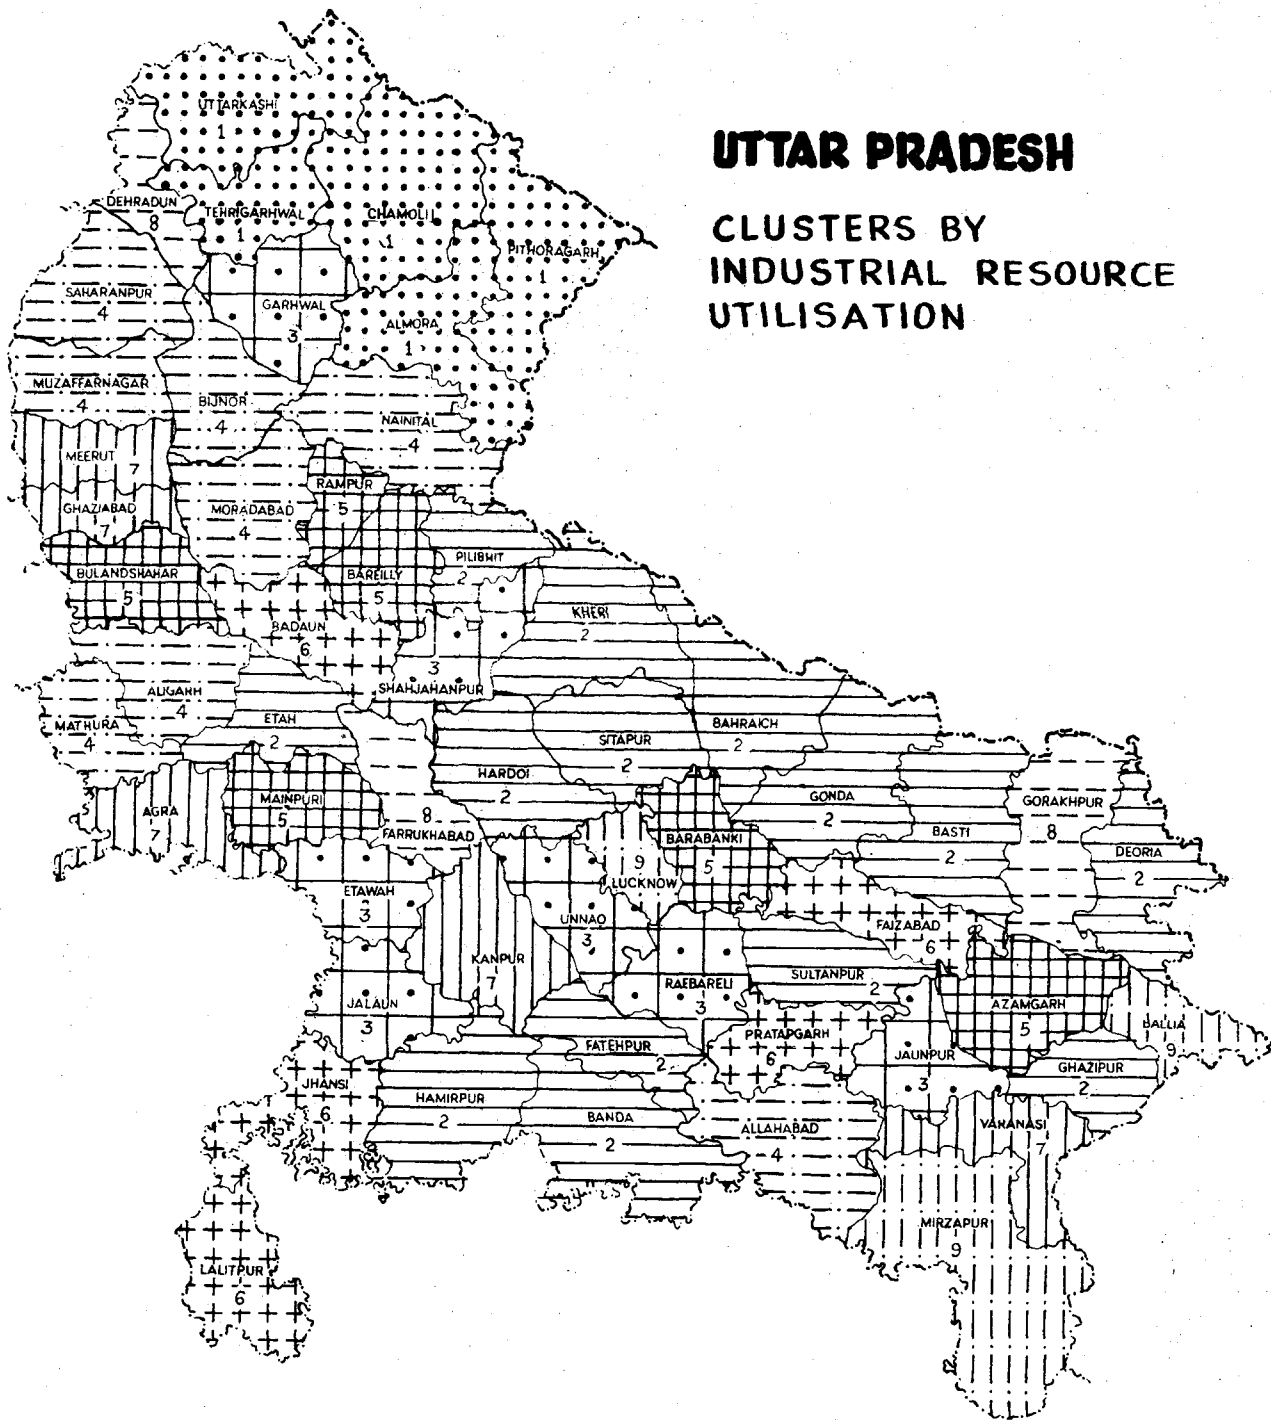 UTTAR PRADESH
CLUSTERS BY
INDUSTRIAL RESOURCE
UTILISATION
UTTARKASHI
1
DEHRADUN
8
TEHRIGARHWAL
1
CHAMOLI
1
PITHORAGARH
1
SAHARANPUR
4
GARHWAL
3
ALMORA
1
MUZAFFARNAGAR
4
BIJNOR
4
NAINITAL
4
MEERUT
7
RAMPUR
5
GHAZIABAD
7
MORADABAD
4
PILIBHIT
2
BULANDSHAHAR
5
BAREILLY
5
BADAUN
6
KHERI
2
3
SHAHJAHANPUR
ALIGARH
4
MATHURA
4
ETAH
2
SITAPUR
2
BAHRAICH
2
HARDOI
2
AGRA
7
MAINPURI
5
8
FARRUKHABAD
GONDA
2
GORAKHPUR
8
BARABANKI
5
BASTI
2
DEORIA
2
9
LUCKNOW
ETAWAH
3
UNNAO
3
FAIZABAD
6
KANPUR
7
RAEBARELI
3
SULTANPUR
2
JALAUN
3
AZAMGARH
5
BALLIA
9
FATEHPUR
2
PRATAPGARH
6
JAUNPUR
3
GHAZIPUR
2
JHANSI
6
HAMIRPUR
2
BANDA
2
ALLAHABAD
4
VARANASI
7
MIRZAPUR
9
LALITPUR
6